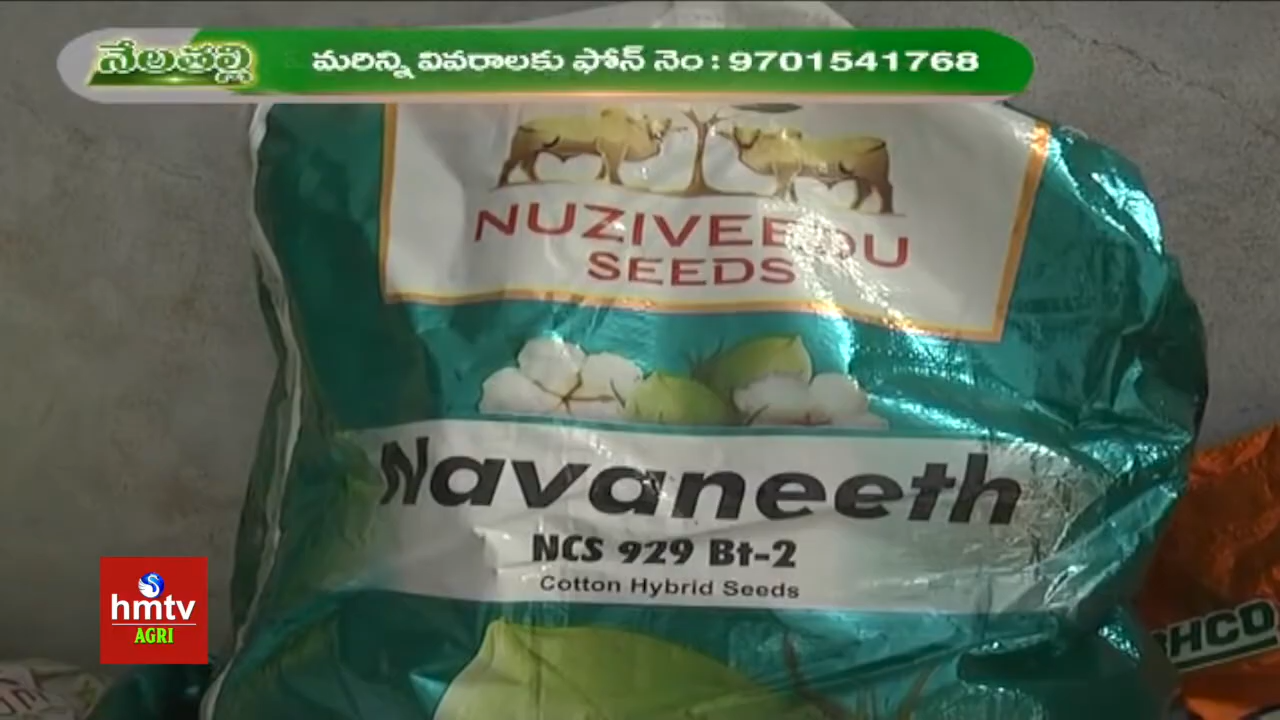 నేలతల్లి
మరిన్ని వివరాలకు ఫోన్ నెం : 9701541768
NUZIVEEDU
SEEDS
Navaneeth
NCS 929 Bt-2
Cotton Hybrid Seeds
hmtv
AGRI